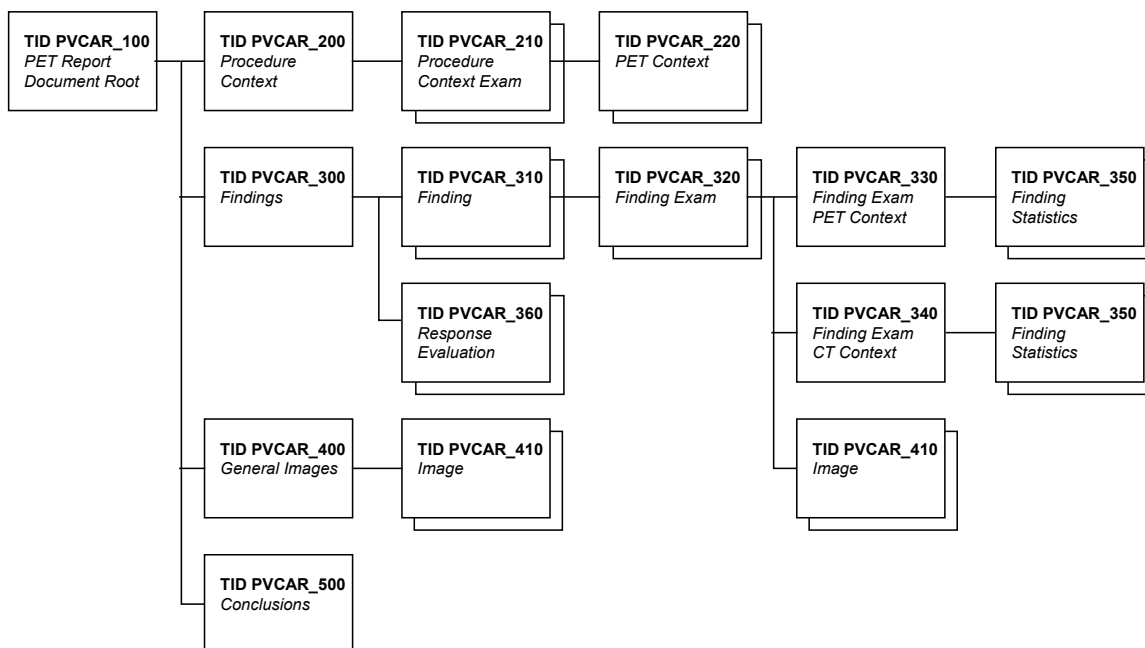 TID PVCAR_100
PET Report
Document Root
TID PVCAR_200
Procedure
Context
TID PVCAR_210
Procedure
Context Exam
TID PVCAR_220
PET Context
TID PVCAR_300
Findings
TID PVCAR_310
Finding
TID PVCAR_320
Finding Exam
TID PVCAR_330
Finding Exam
PET Context
TID PVCAR_350
Finding
Statistics
TID PVCAR_360
Response
Evaluation
TID PVCAR_340
Finding Exam
CT Context
TID PVCAR_350
Finding
Statistics
TID PVCAR_400
General Images
TID PVCAR_410
Image
TID PVCAR_410
Image
TID PVCAR_500
Conclusions